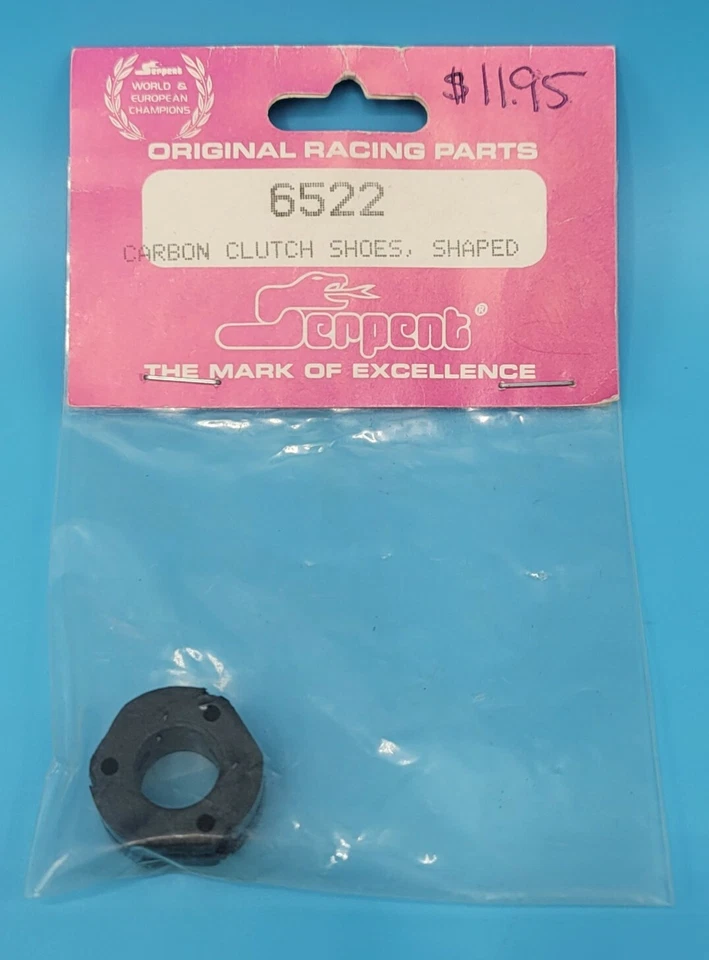 Serpent
WORLD &
EUROPEAN
CHAMPIONS
$11.95
ORIGINAL RACING PARTS
6522
CARBON CLUTCH SHOES, SHAPED
Serpent®
THE MARK OF EXCELLENCE